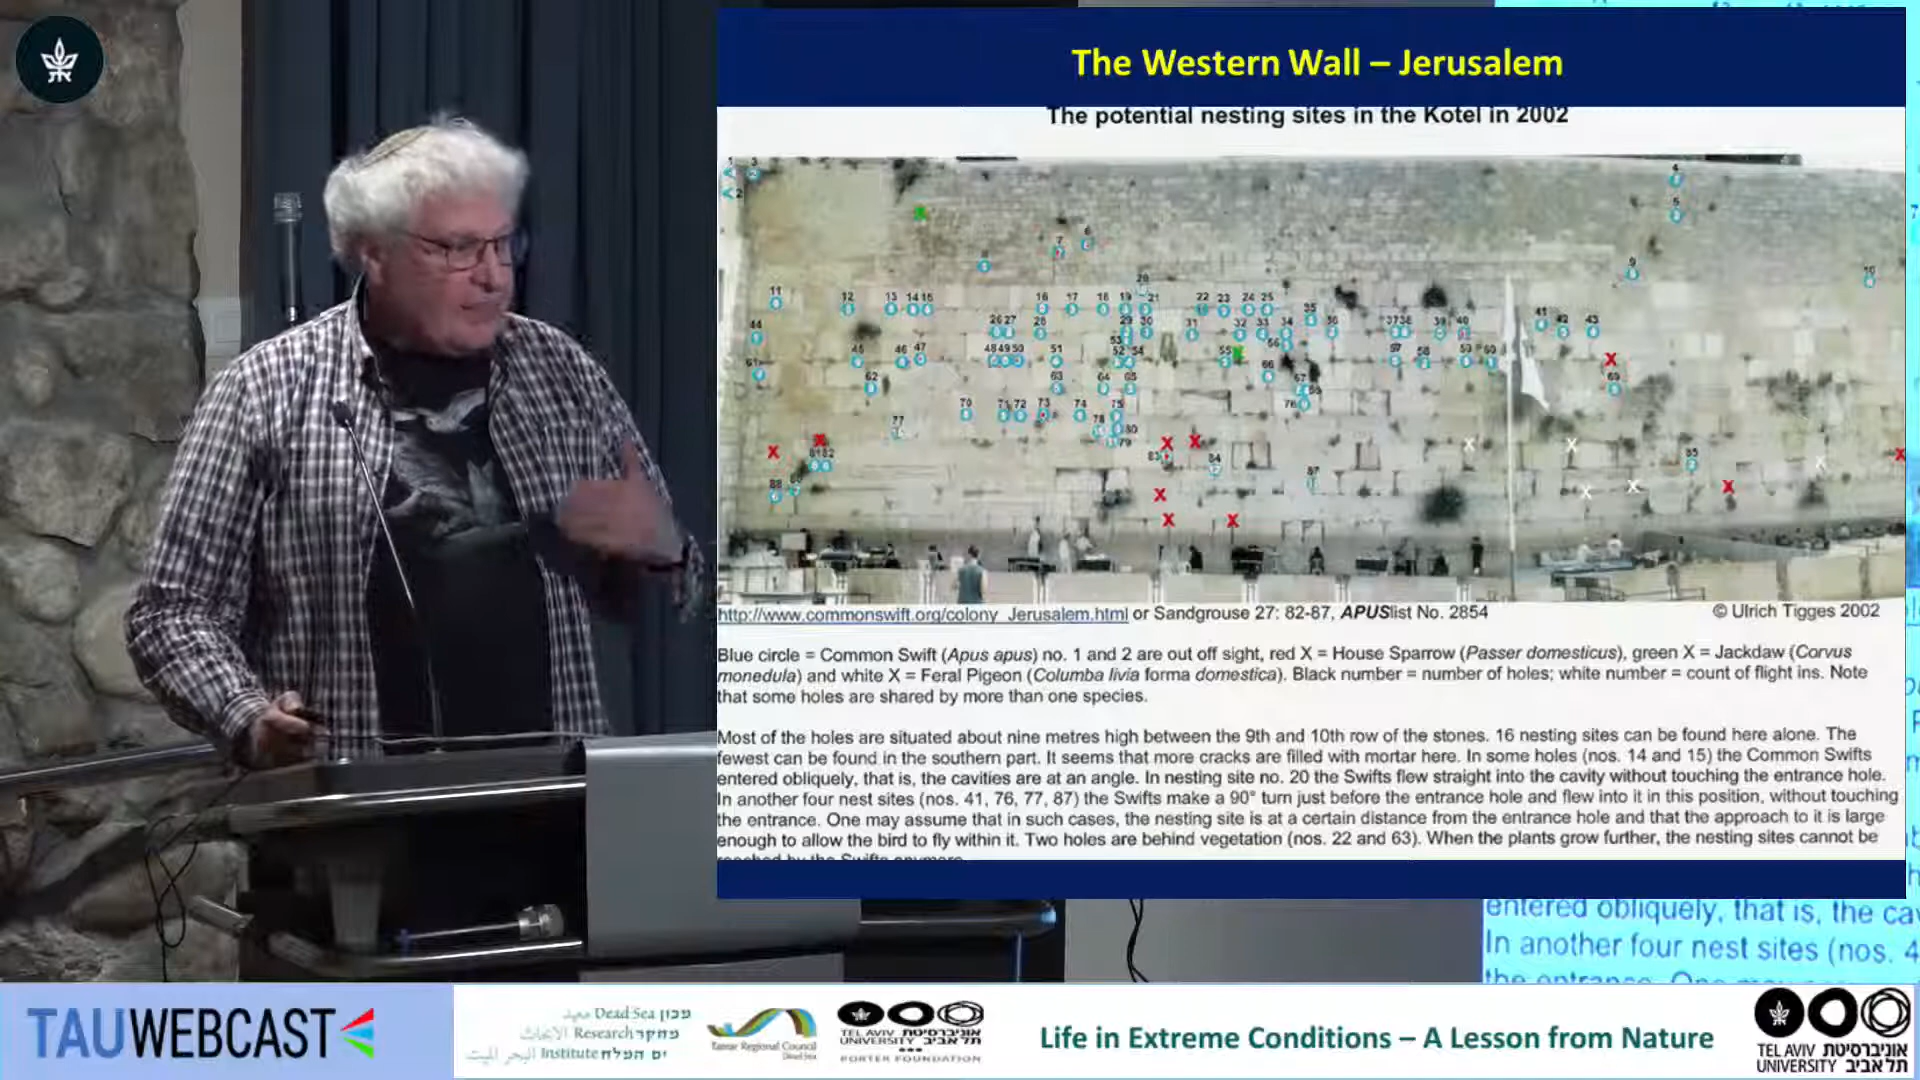 The Western Wall – Jerusalem
The potential nesting sites in the Kotel in 2002
http://www.commonswift.org/colony_Jerusalem.html or Sandgrouse 27: 82-87, APUSlist No. 2854
© Ulrich Tigges 2002
Blue circle = Common Swift (Apus apus) no. 1 and 2 are out off sight, red X = House Sparrow (Passer domesticus), green X = Jackdaw (Corvus
monedula) and white X = Feral Pigeon (Columba livia forma domestica). Black number = number of holes; white number = count of flight ins. Note
that some holes are shared by more than one species.
Most of the holes are situated about nine metres high between the 9th and 10th row of the stones. 16 nesting sites can be found here alone. The
fewest can be found in the southern part. It seems that more cracks are filled with mortar here. In some holes (nos. 14 and 15) the Common Swifts
entered obliquely, that is, the cavities are at an angle. In nesting site no. 20 the Swifts flew straight into the cavity without touching the entrance hole.
In another four nest sites (nos. 41, 76, 77, 87) the Swifts make a 90° turn just before the entrance hole and flew into it in this position, without touching
the entrance. One may assume that in such cases, the nesting site is at a certain distance from the entrance hole and that the approach to it is large
enough to allow the bird to fly within it. Two holes are behind vegetation (nos. 22 and 63). When the plants grow further, the nesting sites cannot be
reached by the Swifts anymore
entered obliquely, that is, the
In another four nest sites (nos. 4
the entrance. One
TAUWEBCAST
Dead Sea מכון
Research מחקר
Institute ים המלח
Tamar Regional Council
Dead Sea
TEL AVIV אוניברסיטת
UNIVERSITY תל אביב
PORTER FOUNDATION
Life in Extreme Conditions – A Lesson from Nature
TEL AVIV אוניברסיטת
UNIVERSITY תל אביב